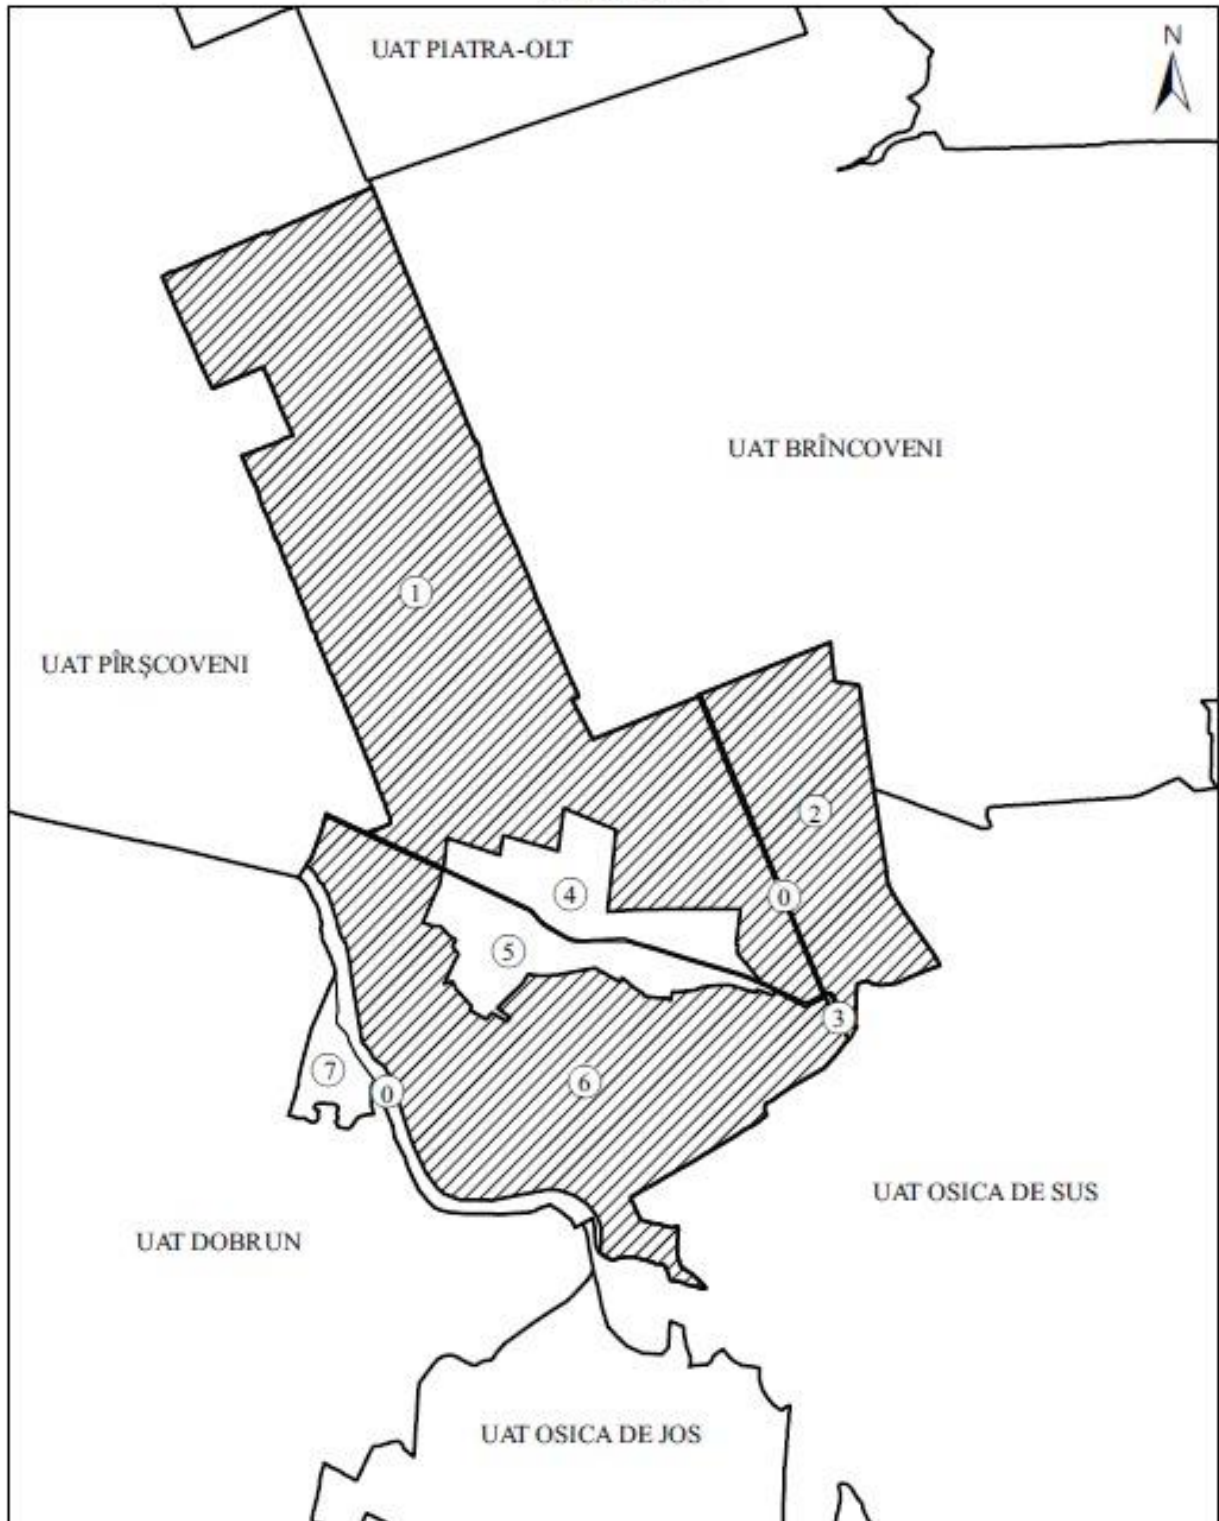 UAT PIATRA-OLT
N
UAT BRÎNCOVENI
1
UAT PÎRȘCOVENI
2
4
0
5
3
7
6
0
UAT OSICA DE SUS
UAT DOBRUN
UAT OSICA DE JOS